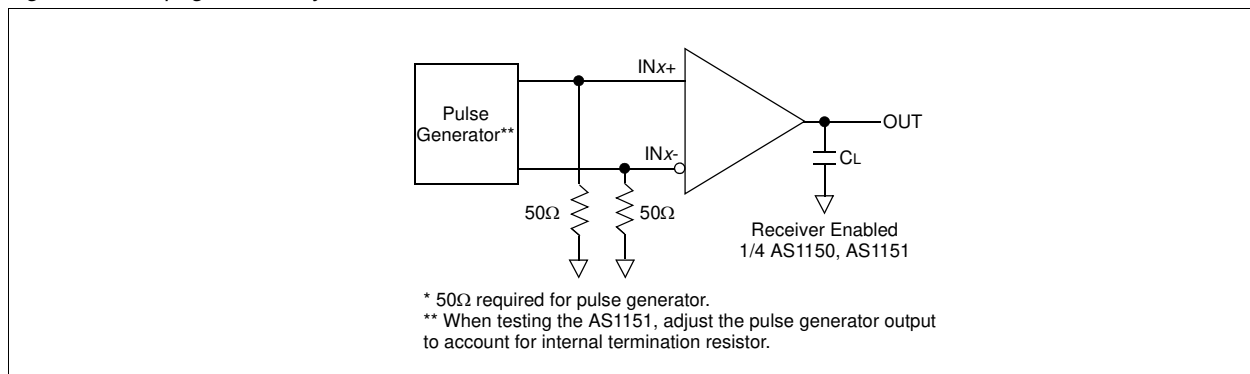 INx+
Pulse
Generator**
OUT
INx-
CL
50Ω
50Ω
Receiver Enabled
1/4 AS1150, AS1151
* 50Ω required for pulse generator.
** When testing the AS1151, adjust the pulse generator output
to account for internal termination resistor.